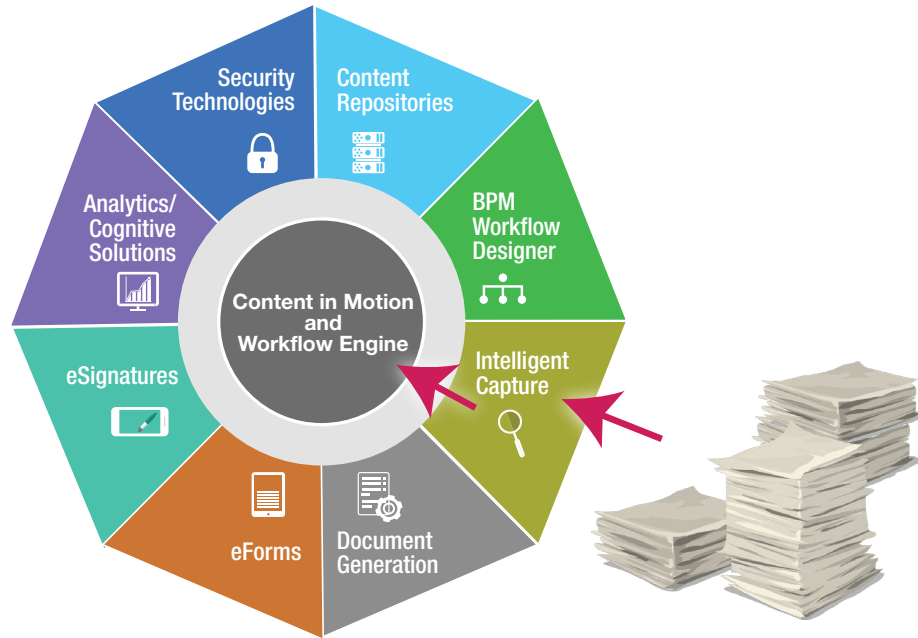 Security
Technologies
Content
Repositories
BPM
Workflow
Designer
Intelligent
Capture
Document
Generation
eForms
eSignatures
Analytics/
Cognitive
Solutions
Content in Motion
and
Workflow Engine